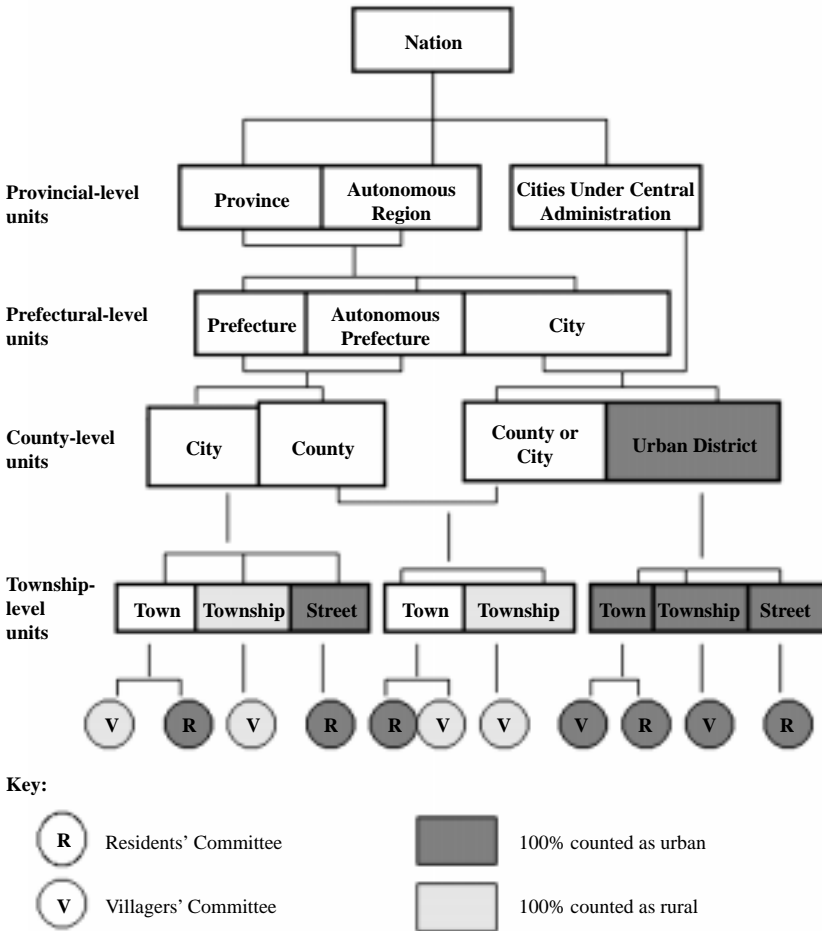 Nation
Provincial-level
units
Province
Autonomous
Region
Cities Under Central
Administration
Prefectural-level
units
Prefecture
Autonomous
Prefecture
City
County-level
units
City
County
County or
City
Urban District
Township-
level
units
Town
Township
Street
Town
Township
Town
Township
Street
V
R
V
R
R
V
V
V
R
V
R
Key:
R
Residents’ Committee
100% counted as urban
V
Villagers’ Committee
100% counted as rural